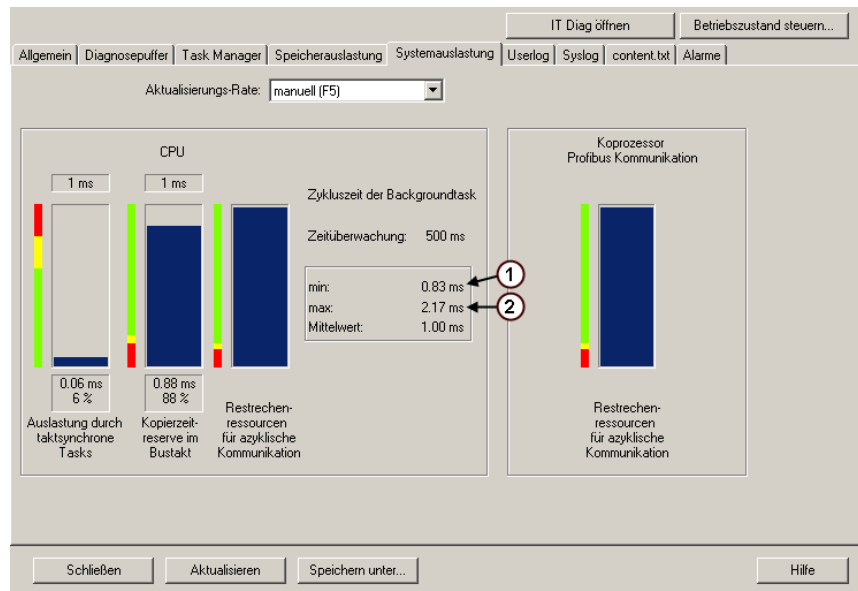 IT Diag öffnen Betriebszustand steuern...
Allgemein Diagnosepuffer Task Manager Speicherauslastung Systemauslastung Userlog Syslog content.txt Alarme
Aktualisierungs-Rate: manuell (F5)
CPU
1 ms 1 ms
Zykluszeit der Backgroundtask
Zeitüberwachung: 500 ms
min: 0.83 ms 1
max: 2.17 ms 2
Mittelwert: 1.00 ms
0.06 ms
6 %
Auslastung durch
taktsynchrone
Tasks
0.88 ms
88 %
Kopierzeit-
reserve im
Bustakt
Restrechen-
ressourcen
für azyklische
Kommunikation
Koprozessor
Profibus Kommunikation
Restrechen-
ressourcen
für azyklische
Kommunikation
Schließen Aktualisieren Speichern unter... Hilfe